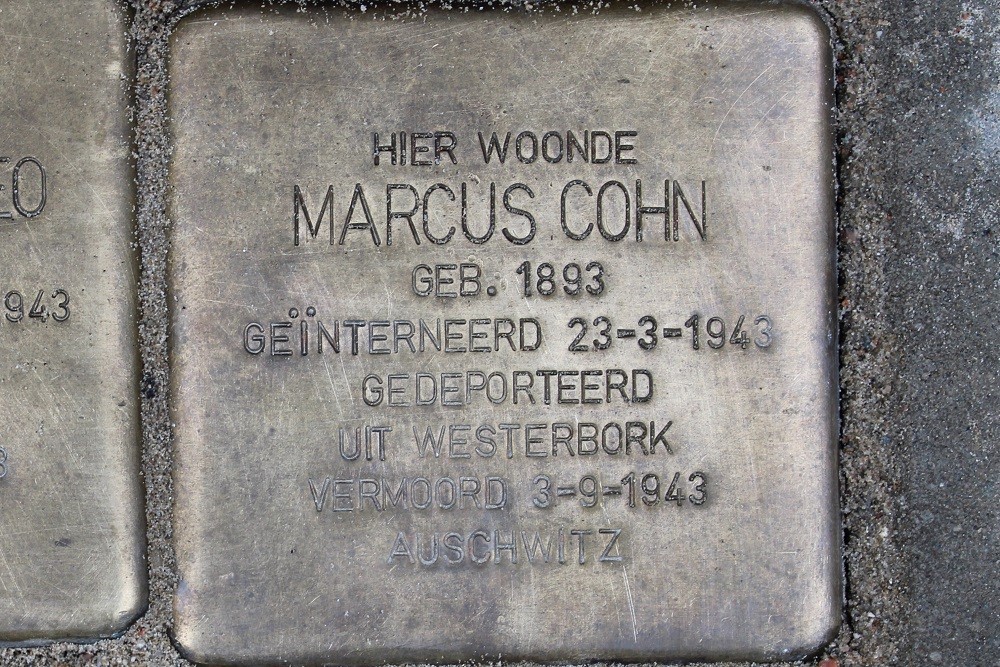 HIER WOONDE
MARCUS COHN
GEB. 1893
GEÏNTERNEERD 23-3-1943
GEDEPORTEERD
UIT WESTERBORK
VERMOORD 3-9-1943
AUSCHWITZ